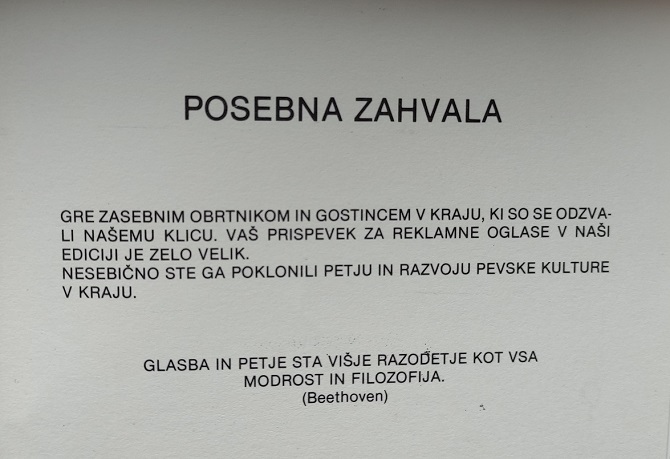 POSEBNA ZAHVALA
GRE ZASEBNIM OBRTNIKOM IN GOSTINCEM V KRAJU, KI SO SE ODZVA-
LI NAŠEMU KLICU. VAŠ PRISPEVEK ZA REKLAMNE OGLASE V NAŠI
EDICIJI JE ZELO VELIK.
NESEBIČNO STE GA POKLONILI PETJU IN RAZVOJU PEVSKE KULTURE
V KRAJU.
GLASBA IN PETJE STA VIŠJE RAZODETJE KOT VSA
MODROST IN FILOZOFIJA.
(Beethoven)